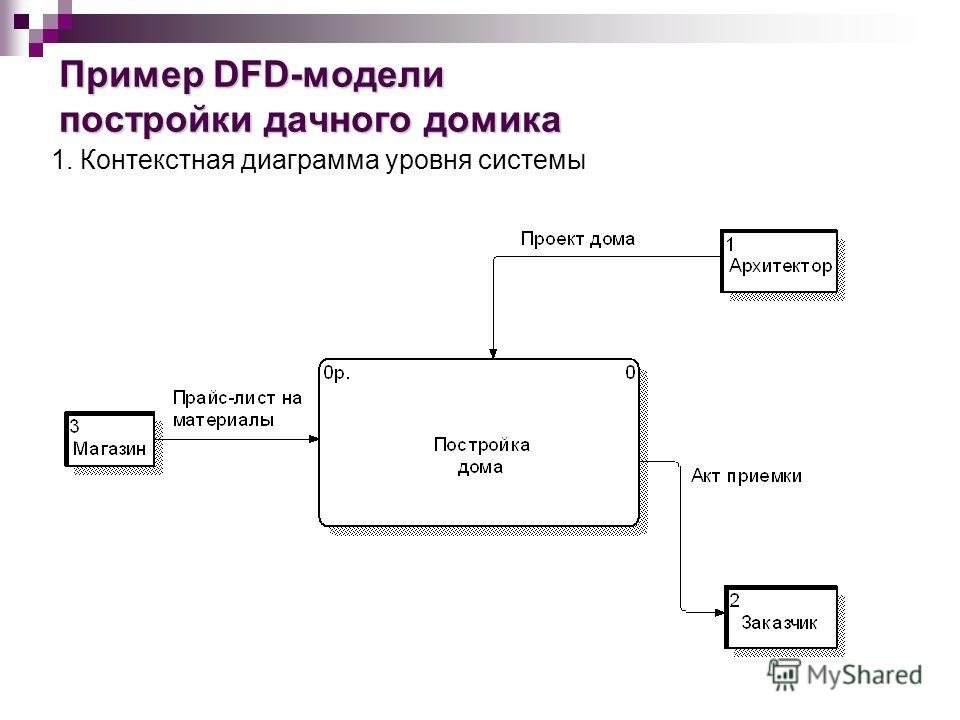 Пример DFD-модели
постройки дачного домика
1. Контекстная диаграмма уровня системы
Проект дома
1
Архитектор
0р.
0
Прайс-лист на
материалы
3
Магазин
Постройка
дома
Акт приемки
2
Заказчик
MyShared